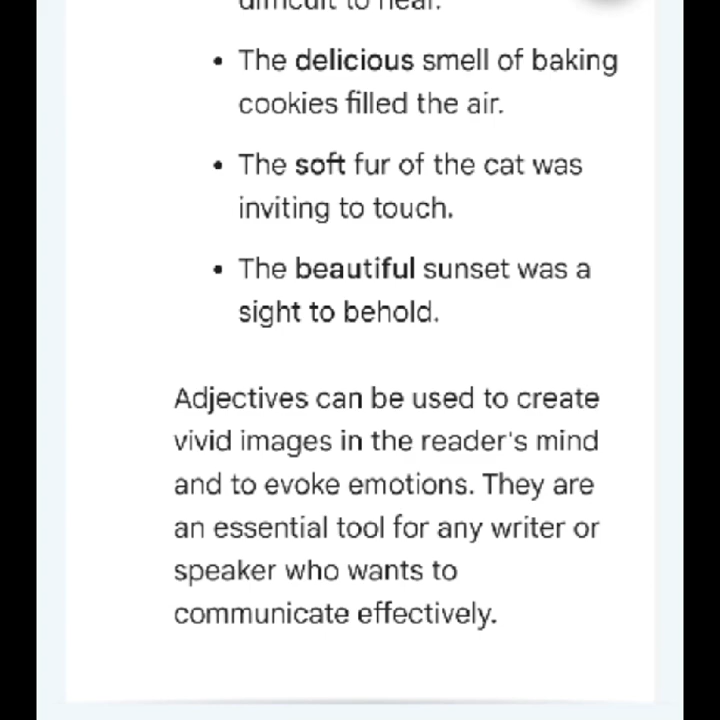 difficult to hear.
• The delicious smell of baking
cookies filled the air.
• The soft fur of the cat was
inviting to touch.
• The beautiful sunset was a
sight to behold.
Adjectives can be used to create
vivid images in the reader's mind
and to evoke emotions. They are
an essential tool for any writer or
speaker who wants to
communicate effectively.